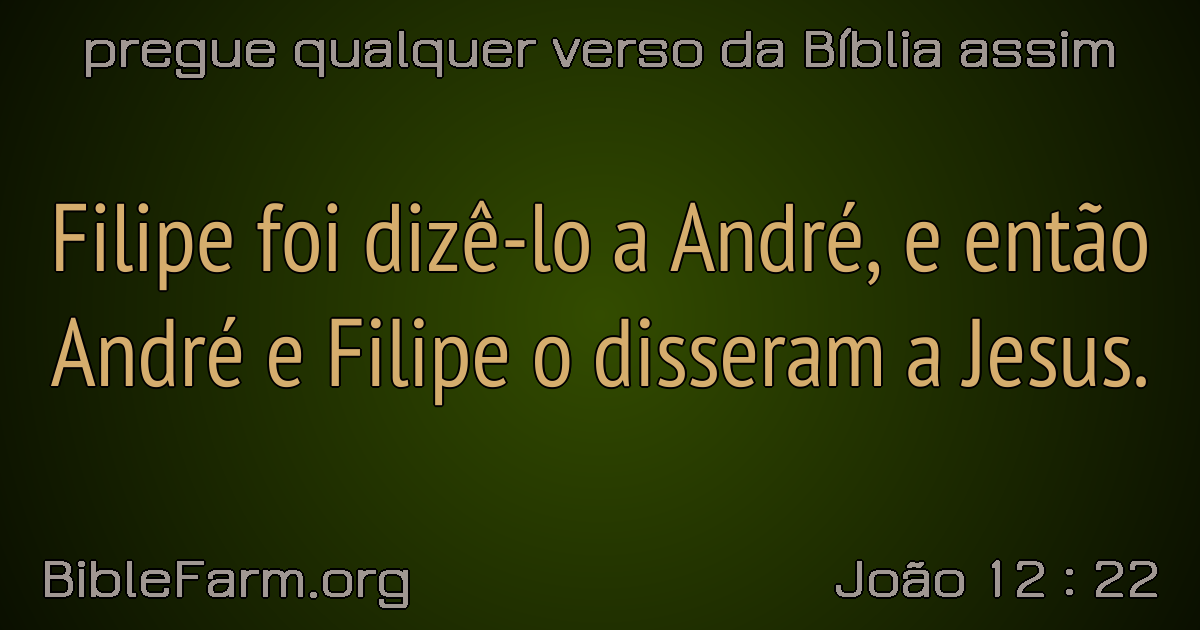 pregue qualquer verso da Bíblia assim
Filipe foi dizê-lo a André, e então
André e Filipe o disseram a Jesus.
BibleFarm.org
João 12 : 22